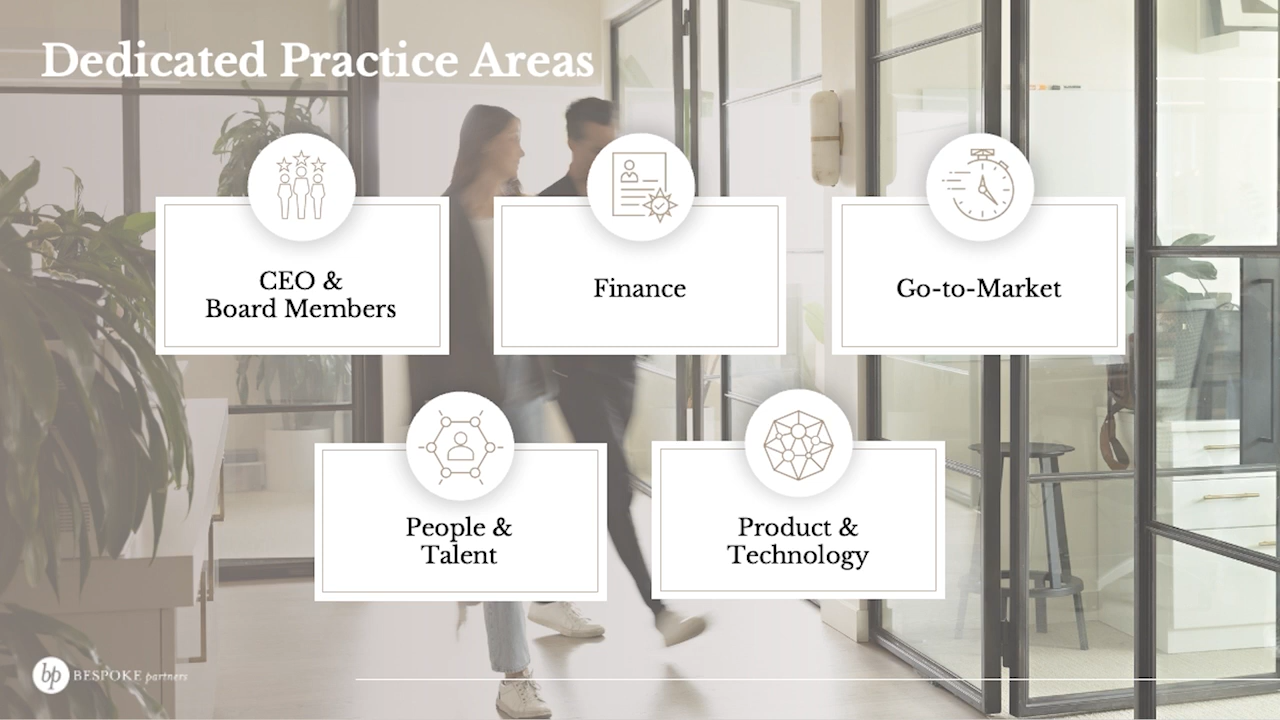 Dedicated Practice Areas
CEO &
Board Members
Finance
Go-to-Market
People &
Talent
Product &
Technology
bp BESPOKE partners